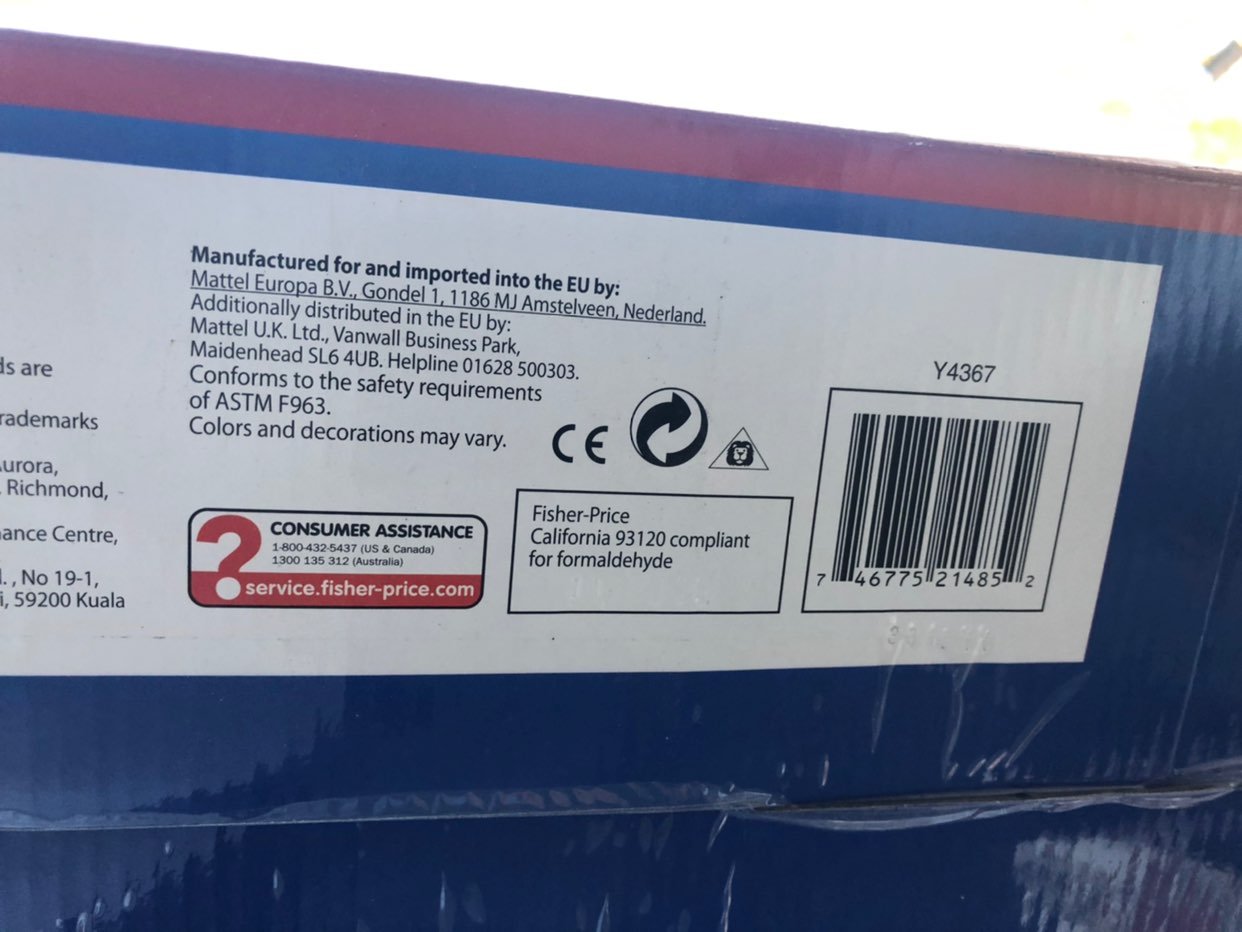 ds are
rademarks
urora,
Richmond,
ance Centre,
, No 19-1,
i, 59200 Kuala
Manufactured for and imported into the EU by:
Mattel Europa B.V., Gondel 1, 1186 MJ Amstelveen, Nederland.
Additionally distributed in the EU by:
Mattel U.K. Ltd., Vanwall Business Park,
Maidenhead SL6 4UB. Helpline 01628 500303.
Conforms to the safety requirements
of ASTM F963.
Colors and decorations may vary.
CE
? CONSUMER ASSISTANCE
1-800-432-5437 (US & Canada)
1300 135 312 (Australia)
service.fisher-price.com
Fisher-Price
California 93120 compliant
for formaldehyde
Y4367
7 46775 21485 2